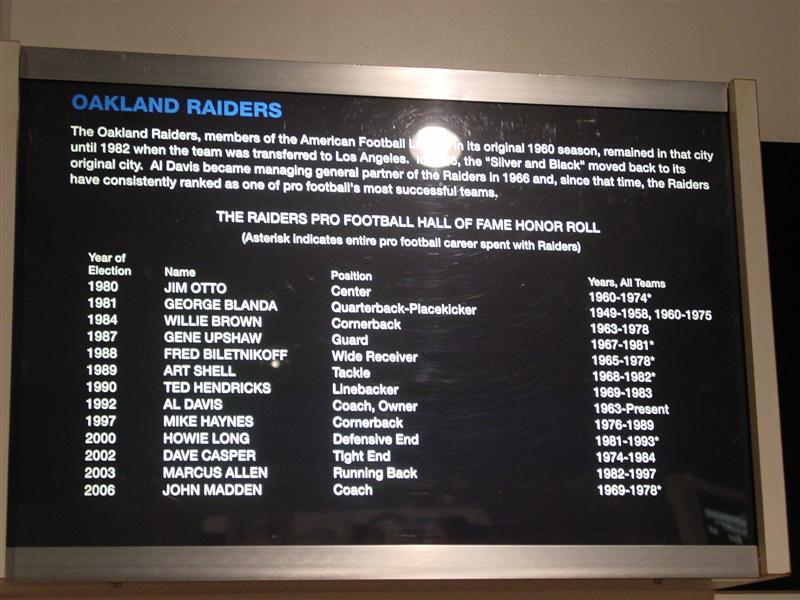 OAKLAND RAIDERS
The Oakland Raiders, members of the American Football in its original 1960 season, remained in that city
until 1982 when the team was transferred to Los Angeles. the "Silver and Black" moved back to its
original city. Al Davis became managing general partner of the Raiders in 1966 and, since that time, the Raiders
have consistently ranked as one of pro football's most successful teams.
THE RAIDERS PRO FOOTBALL HALL OF FAME HONOR ROLL
(Asterisk indicates entire pro football career spent with Raiders)
Year of
Election Name Position Years, All Teams
1980 JIM OTTO Center 1960-1974*
1981 GEORGE BLANDA Quarterback-Placekicker 1949-1958, 1960-1975
1984 WILLIE BROWN Cornerback 1963-1978
1987 GENE UPSHAW Guard 1967-1981*
1988 FRED BILETNIKOFF Wide Receiver 1965-1978*
1989 ART SHELL Tackle 1968-1982*
1990 TED HENDRICKS Linebacker 1969-1983
1992 AL DAVIS Coach, Owner 1963-Present
1997 MIKE HAYNES Cornerback 1976-1989
2000 HOWIE LONG Defensive End 1981-1993*
2002 DAVE CASPER Tight End 1974-1984
2003 MARCUS ALLEN Running Back 1982-1997
2006 JOHN MADDEN Coach 1969-1978*